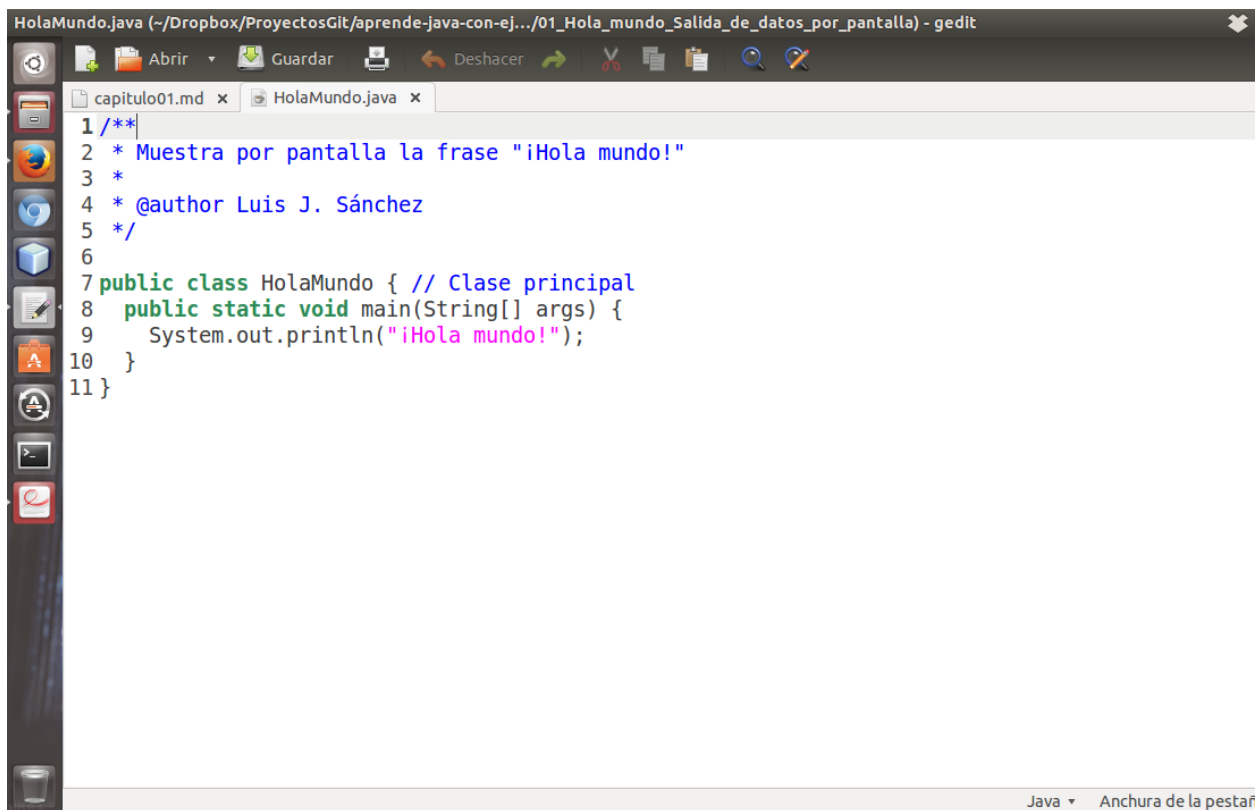 HolaMundo.java (~/Dropbox/ProyectosGit/aprende-java-con-ej.../01_Hola_mundo_Salida_de_datos_por_pantalla) - gedit
Abrir Guardar Deshacer
capitulo01.md x HolaMundo.java x
1 /**
2  * Muestra por pantalla la frase "¡Hola mundo!"
3  *
4  * @author Luis J. Sánchez
5  */
6
7 public class HolaMundo { // Clase principal
8   public static void main(String[] args) {
9     System.out.println("¡Hola mundo!");
10   }
11 }
Java Anchura de la pestañ